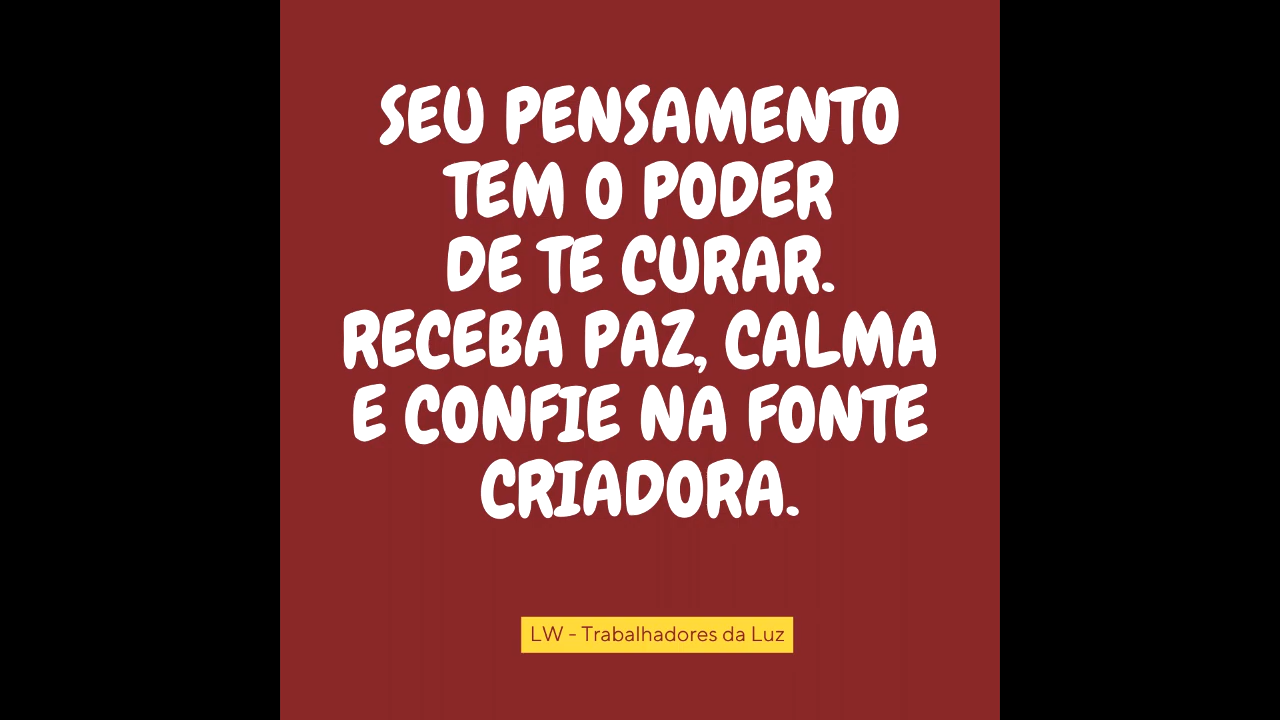 SEU PENSAMENTO
TEM O PODER
DE TE CURAR.
RECEBA PAZ, CALMA
E CONFIE NA FONTE
CRIADORA.
LW - Trabalhadores da Luz